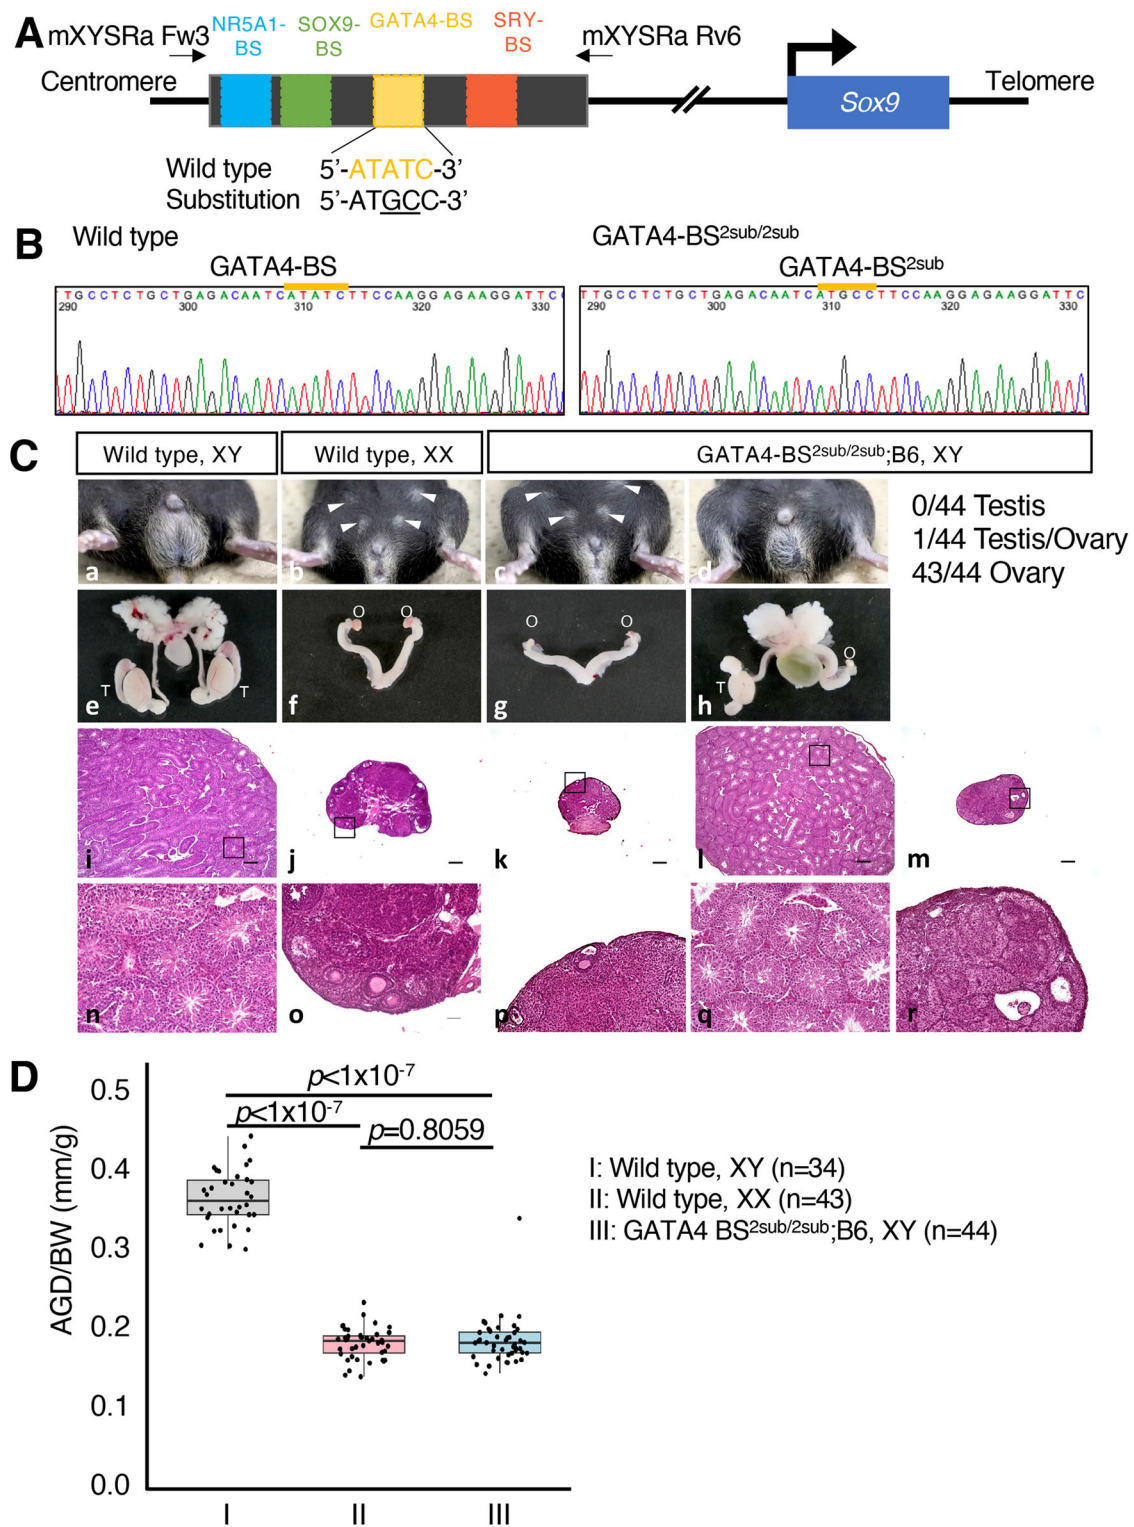 A
mXYSRa Fw3
NR5A1-
BS
SOX9-
BS
GATA4-BS
SRY-
BS
mXYSRa Rv6
Centromere
Sox9
Telomere
Wild type 5’-ATATC-3’
Substitution 5’-ATGCC-3’
B
Wild type
GATA4-BS
TGCCTCTGCTGAGACAATCATATCTTCCAAGGAGAAGGATTCC
290 300 310 320 330
GATA4-BS2sub/2sub
GATA4-BS2sub
TTGCCTCTGCTGAGACAATCATGCCTTCCAAGGAGAAGGATTC
290 300 310 320 330
C
Wild type, XY
Wild type, XX
GATA4-BS2sub/2sub;B6, XY
a
b
c
d
0/44 Testis
1/44 Testis/Ovary
43/44 Ovary
T T
e
O O
f
O O
g
T O
h
i
j
k
l
m
n
o
p
q
r
D
AGD/BW (mm/g)
0.5
0.4
0.3
0.2
0.1
0.0
p<1x10-7
p<1x10-7
p=0.8059
I II III
I: Wild type, XY (n=34)
II: Wild type, XX (n=43)
III: GATA4 BS2sub/2sub;B6, XY (n=44)